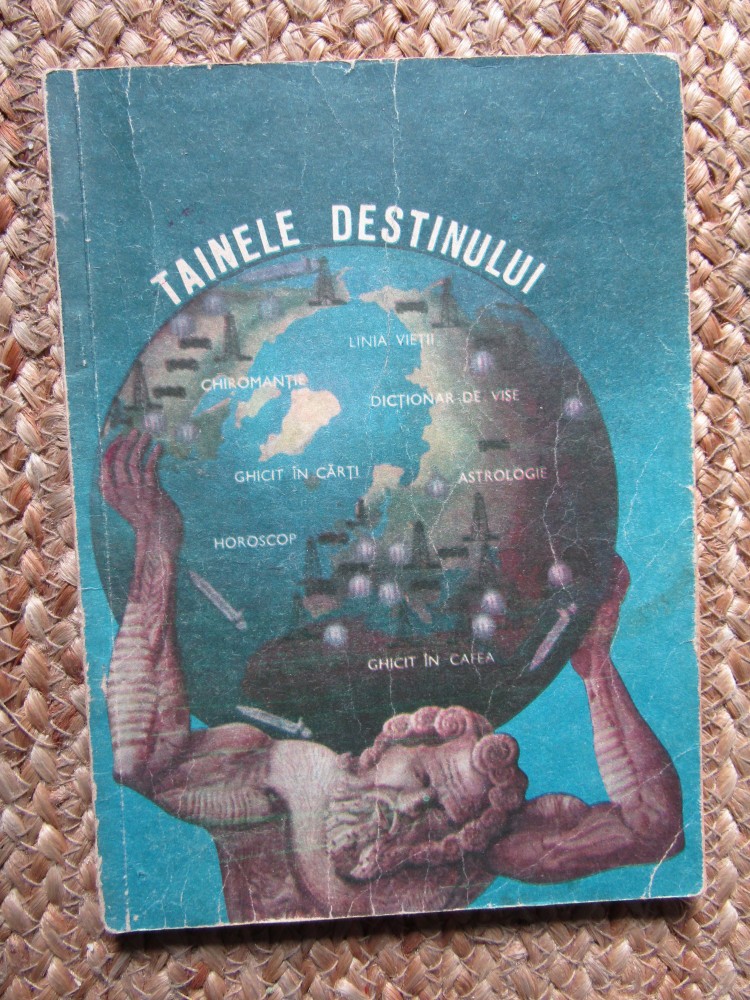 TAINELE DESTINULUI
LINIA VIEȚII
CHIROMANȚIE
DICȚIONAR DE VISE
GHICIT ÎN CĂRȚI
ASTROLOGIE
HOROSCOP
GHICIT ÎN CAFEA